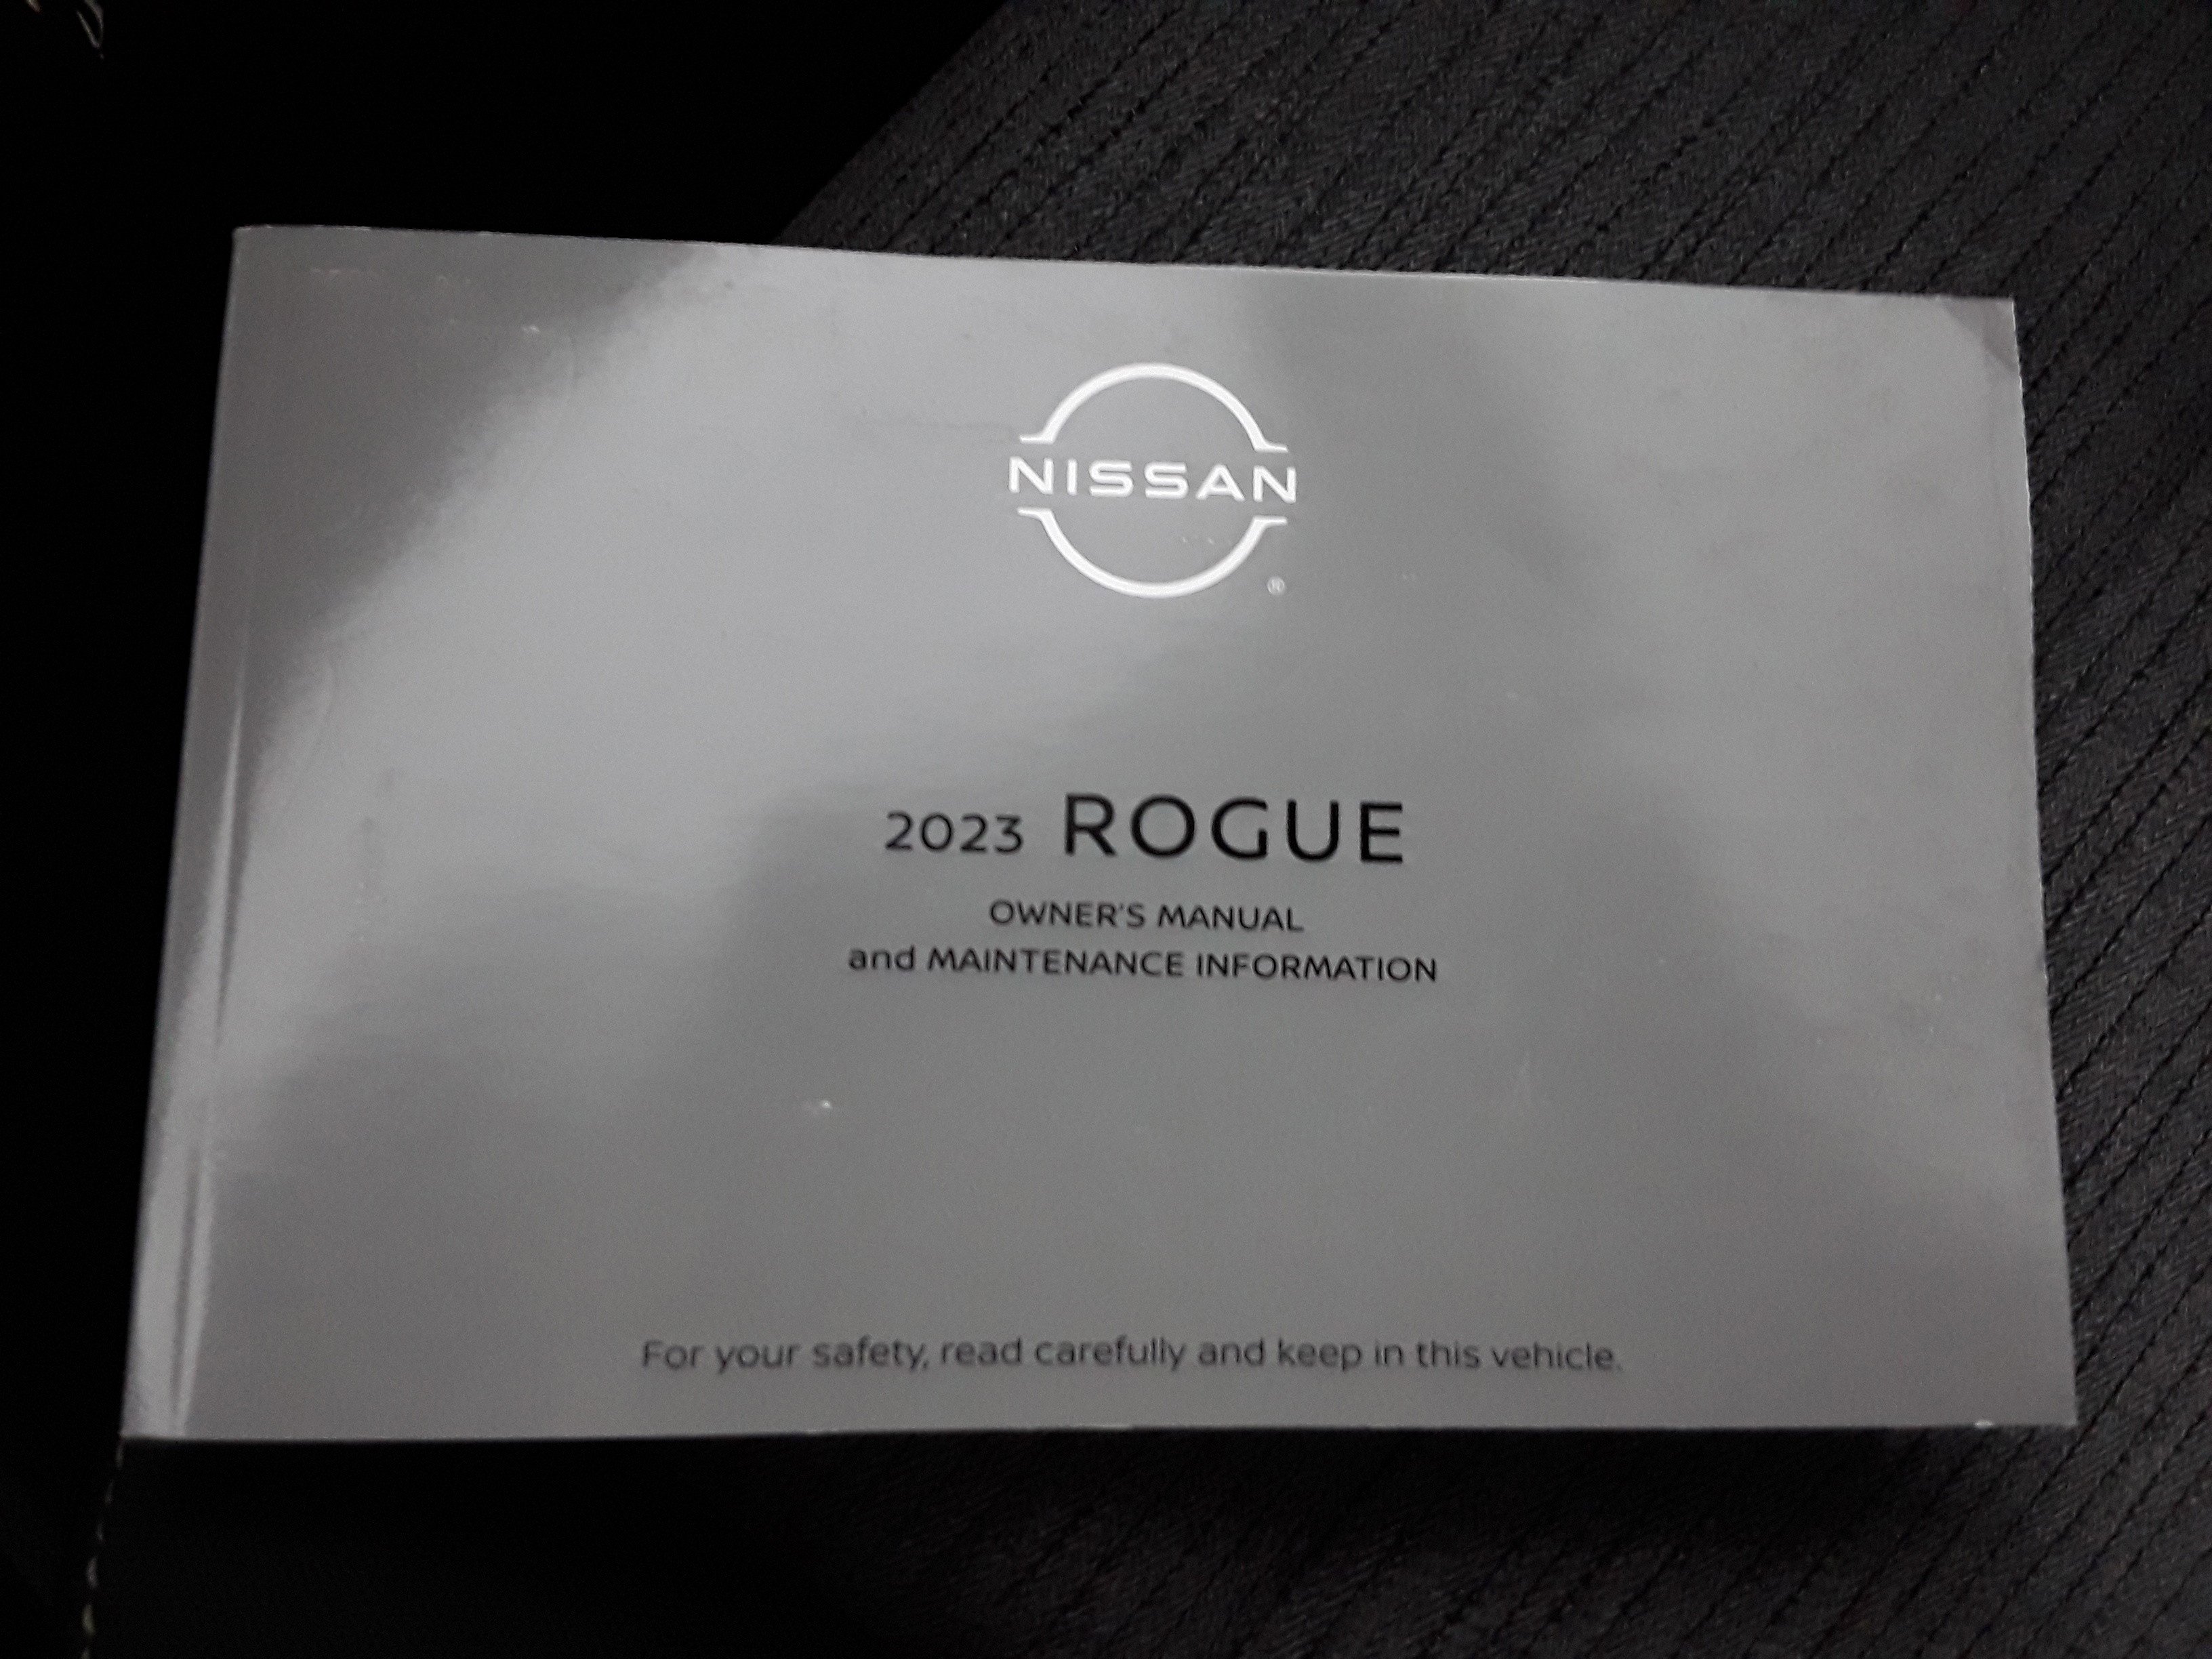 NISSAN
®
2023 ROGUE
OWNER'S MANUAL
and MAINTENANCE INFORMATION
For your safety, read carefully and keep in this vehicle.